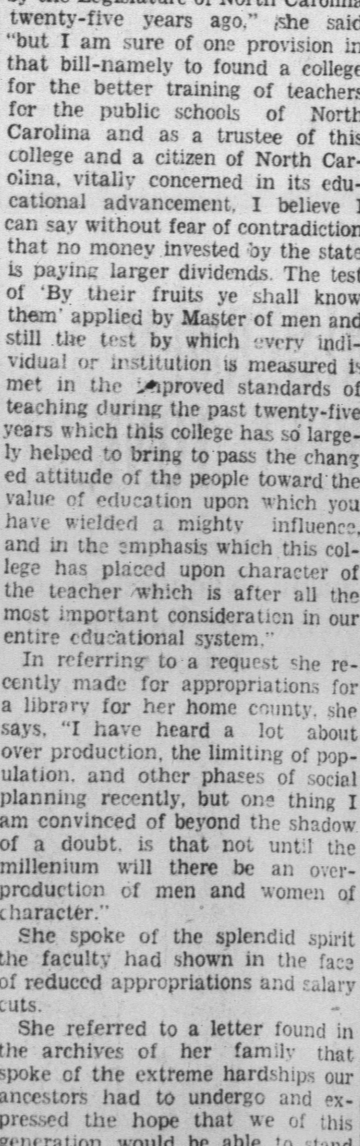 by the Legislature of North Carolina
twenty-five years ago," she said
"but I am sure of one provision in
that bill-namely to found a college
for the better training of teachers
for the public schools of North
Carolina and as a trustee of this
college and a citizen of North Car-
olina, vitally concerned in its edu-
cational advancement, I believe I
can say without fear of contradiction
that no money invested by the state
is paying larger dividends. The test
of 'By their fruits ye shall know
them' applied by Master of men and
still the test by which every indi-
vidual or institution is measured is
met in the improved standards of
teaching during the past twenty-five
years which this college has so large-
ly helped to bring to pass the chang
ed attitude of the people toward the
value of education upon which you
have wielded a mighty influence,
and in the emphasis which this col-
lege has placed upon character of
the teacher which is after all the
most important consideration in our
entire educational system."
In referring to a request she re-
cently made for appropriations for
a library for her home county, she
says, "I have heard a lot about
over production, the limiting of pop-
ulation, and other phases of social
planning recently, but one thing I
am convinced of beyond the shadow
of a doubt, is that not until the
millenium will there be an over-
production of men and women of
character."
She spoke of the splendid spirit
the faculty had shown in the face
of reduced appropriations and salary
cuts.
She referred to a letter found in
the archives of her family that
spoke of the extreme hardships our
ancestors had to undergo and ex-
pressed the hope that we of this
generation would be able to stand